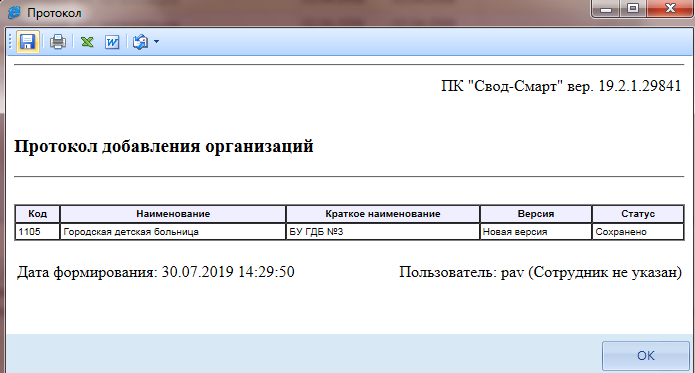 Протокол
ПК "Свод-Смарт" вер. 19.2.1.29841
Протокол добавления организаций
Код Наименование Краткое наименование Версия Статус
1105 Городская детская больница БУ ГДБ №3 Новая версия Сохранено
Дата формирования: 30.07.2019 14:29:50 Пользователь: pav (Сотрудник не указан)
OK